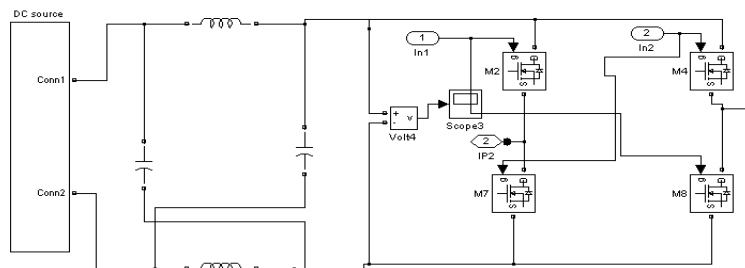 DC source
Conn1
Conn2
+
-
v
Volt4
Scope3
1
In1
2
In2
g
D
S
M2
g
D
S
M4
2
IP2
g
D
S
M7
g
D
S
M8